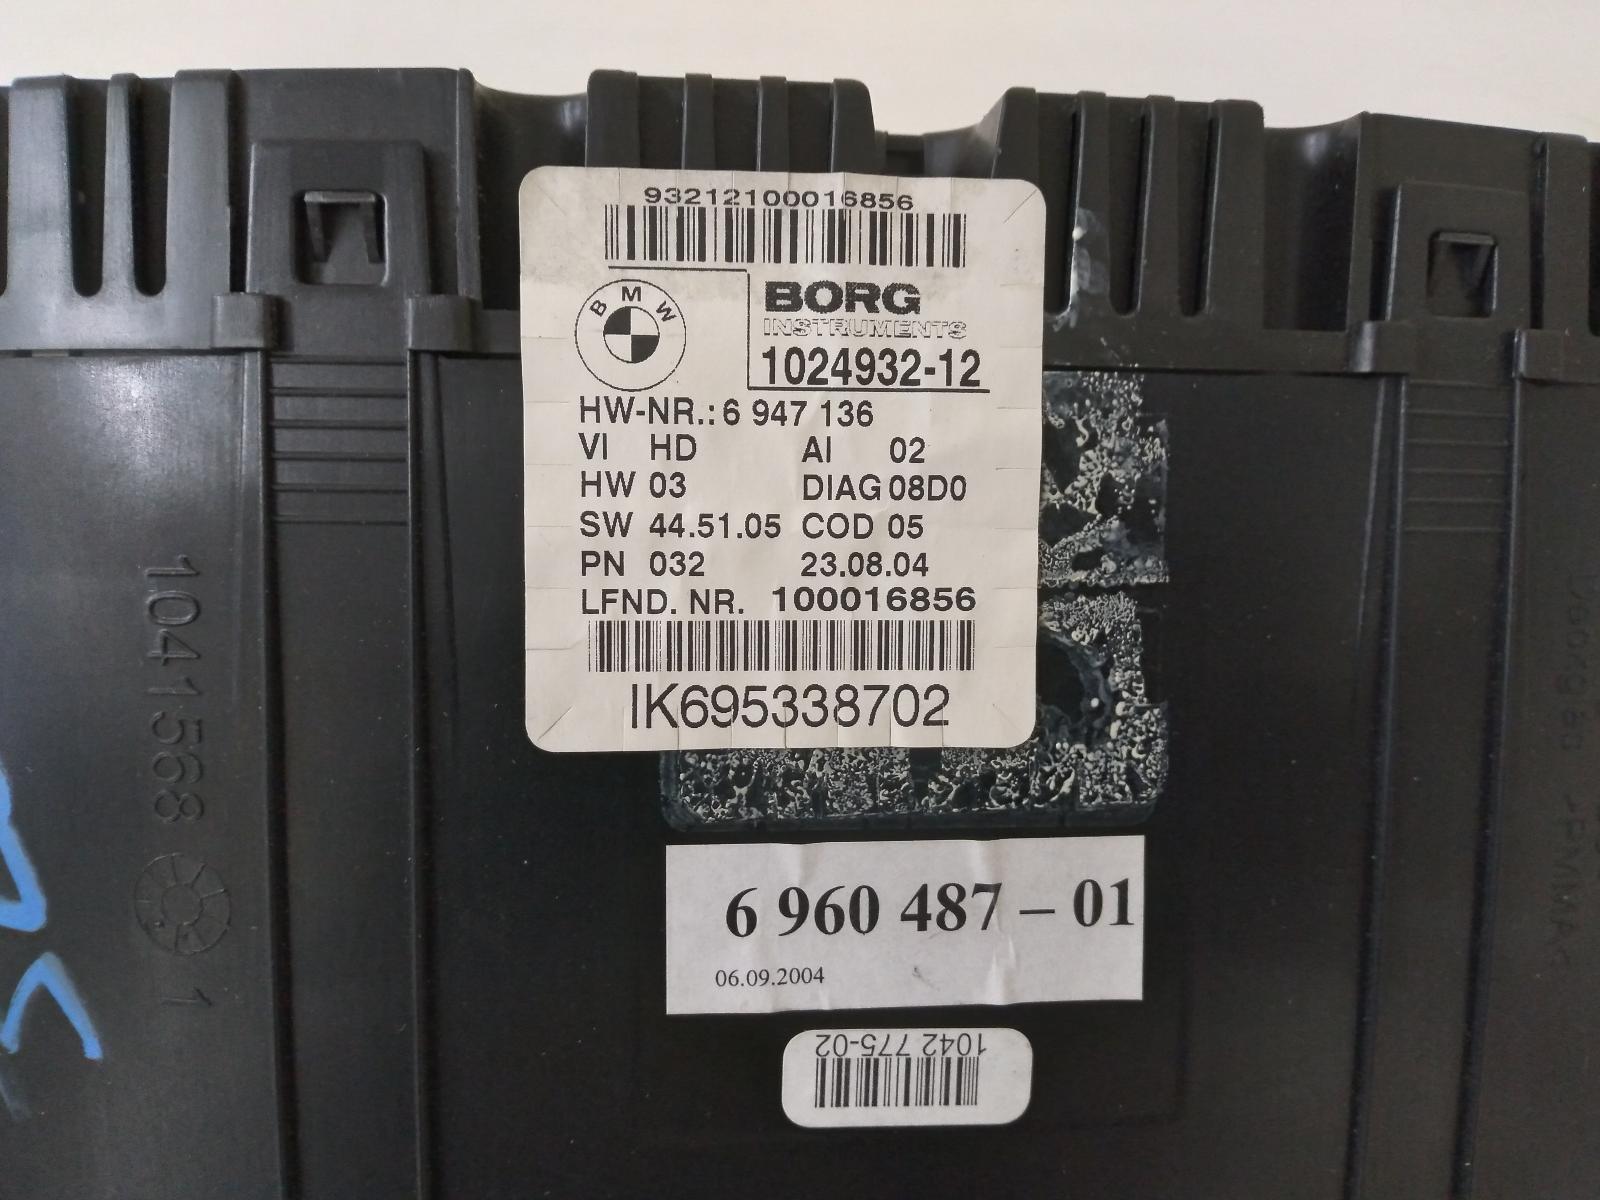 93212100016856
BMW
BORG
INSTRUMENTS
1024932-12
HW-NR.: 6 947 136
VI HD AI 02
HW 03 DIAG 08D0
SW 44.51.05 COD 05
PN 032 23.08.04
LFND. NR. 100016856
IK695338702
6 960 487 – 01
06.09.2004
1042 775-02
1041568 1